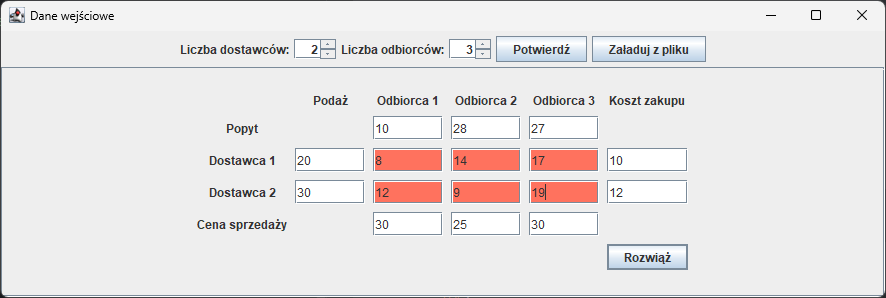 Dane wejściowe
Liczba dostawców: 2 Liczba odbiorców: 3 Potwierdź Załaduj z pliku
Podaż Odbiorca 1 Odbiorca 2 Odbiorca 3 Koszt zakupu
Popyt 10 28 27
Dostawca 1 20 8 14 17 10
Dostawca 2 30 12 9 19 12
Cena sprzedaży 30 25 30
Rozwiąż